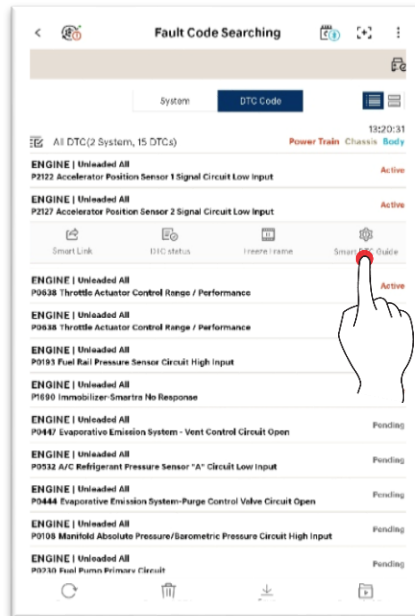 Fault Code Searching
System
DTC Code
13:20:31
All DTC(2 System, 15 DTCs)
Power Train Chassis Body
ENGINE | Unleaded All
P2122 Accelerator Position Sensor 1 Signal Circuit Low Input
Active
ENGINE | Unleaded All
P2127 Accelerator Position Sensor 2 Signal Circuit Low Input
Active
Smart Link
DTC status
Freeze Frame
Smart DTC Guide
ENGINE | Unleaded All
P0638 Throttle Actuator Control Range / Performance
Active
ENGINE | Unleaded All
P0638 Throttle Actuator Control Range / Performance
ENGINE | Unleaded All
P0193 Fuel Rail Pressure Sensor Circuit High Input
ENGINE | Unleaded All
P1690 Immobilizer-Smartra No Response
ENGINE | Unleaded All
P0447 Evaporative Emission System - Vent Control Circuit Open
Pending
ENGINE | Unleaded All
P0532 A/C Refrigerant Pressure Sensor "A" Circuit Low Input
Pending
ENGINE | Unleaded All
P0444 Evaporative Emission System-Purge Control Valve Circuit Open
Pending
ENGINE | Unleaded All
P0108 Manifold Absolute Pressure/Barometric Pressure Circuit High Input
Pending
ENGINE | Unleaded All
P0230 Fuel Pump Primary Circuit
Pending